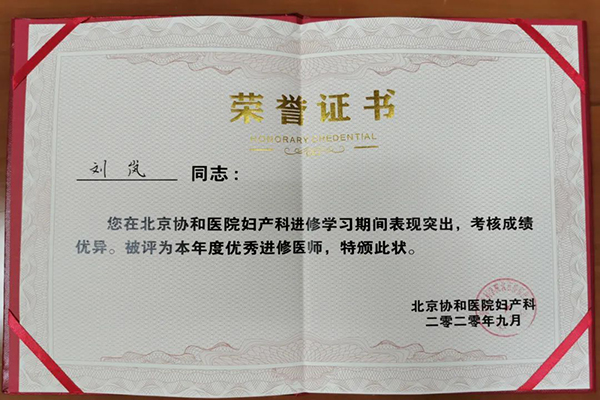 荣誉证书
HONORARY CREDENTIAL
刘岚 同志：
您在北京协和医院妇产科进修学习期间表现突出，考核成绩
优异。被评为本年度优秀进修医师，特颁此状。
北京协和医院妇产科
二零二零年九月